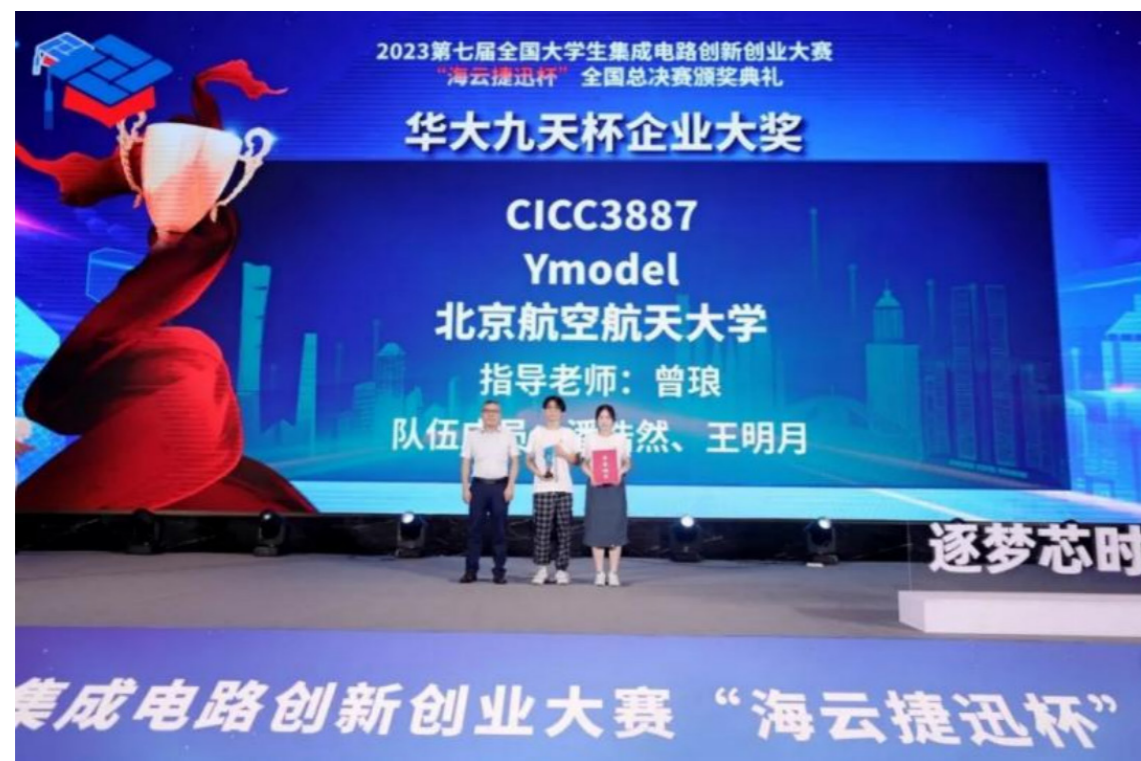 2023第七届全国大学生集成电路创新创业大赛
“海云捷迅杯”全国总决赛颁奖典礼
华大九天杯企业大奖
CICC3887
Ymodel
北京航空航天大学
指导老师：曾琅
队伍 员 浩然、王明月
逐梦芯时
集成电路创新创业大赛“海云捷迅杯”